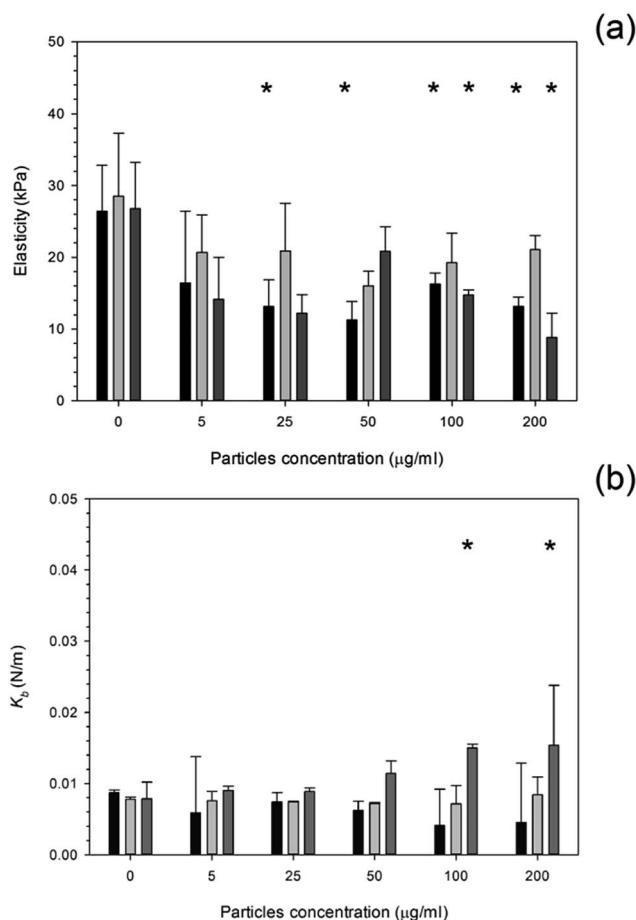 (a)
50
* * * * * *
40
30
20
10
0
Elasticity (kPa)
0 5 25 50 100 200
Particles concentration (μg/ml)
(b)
0.05
* *
0.04
0.03
0.02
0.01
0.00
K_b (N/m)
0 5 25 50 100 200
Particles concentration (μg/ml)